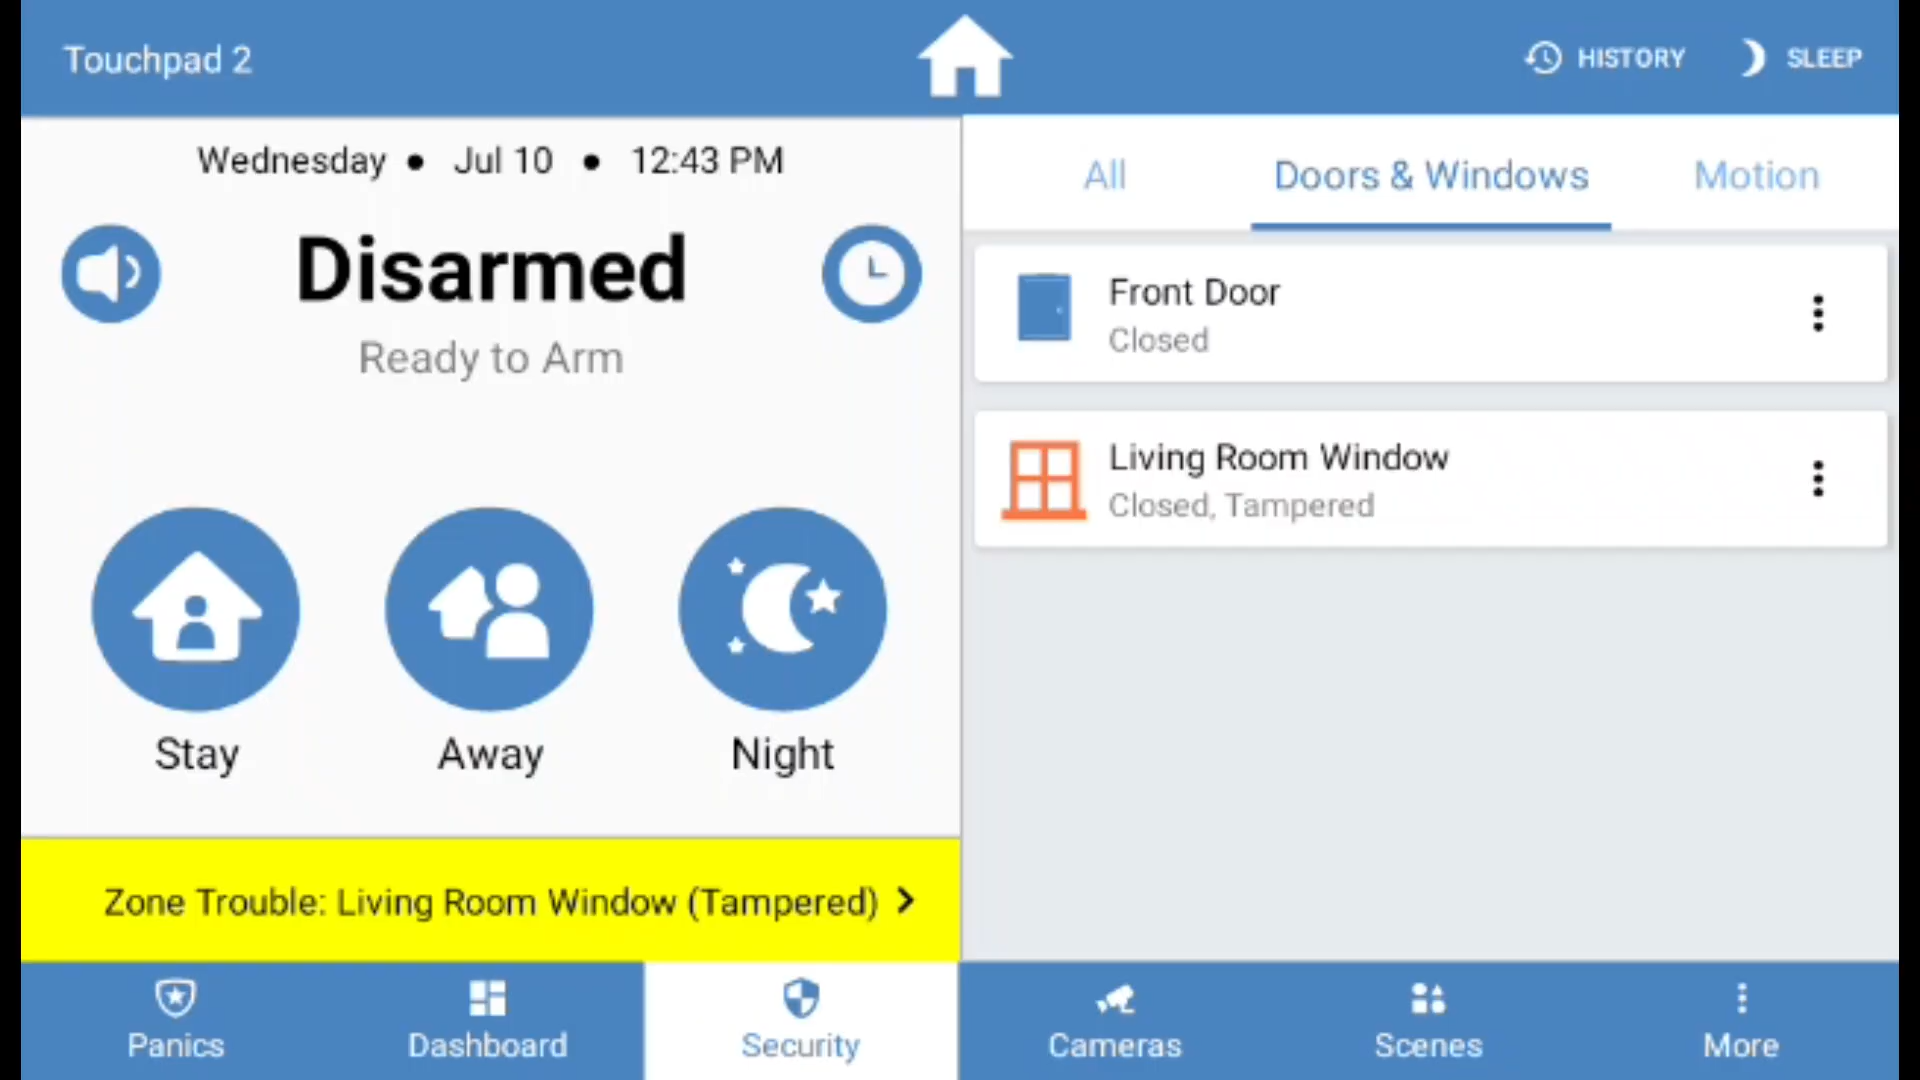 Touchpad 2
HISTORY
SLEEP
Wednesday • Jul 10 • 12:43 PM
Disarmed
Ready to Arm
Stay
Away
Night
Zone Trouble: Living Room Window (Tampered)
All
Doors & Windows
Motion
Front Door
Closed
Living Room Window
Closed, Tampered
Panics
Dashboard
Security
Cameras
Scenes
More